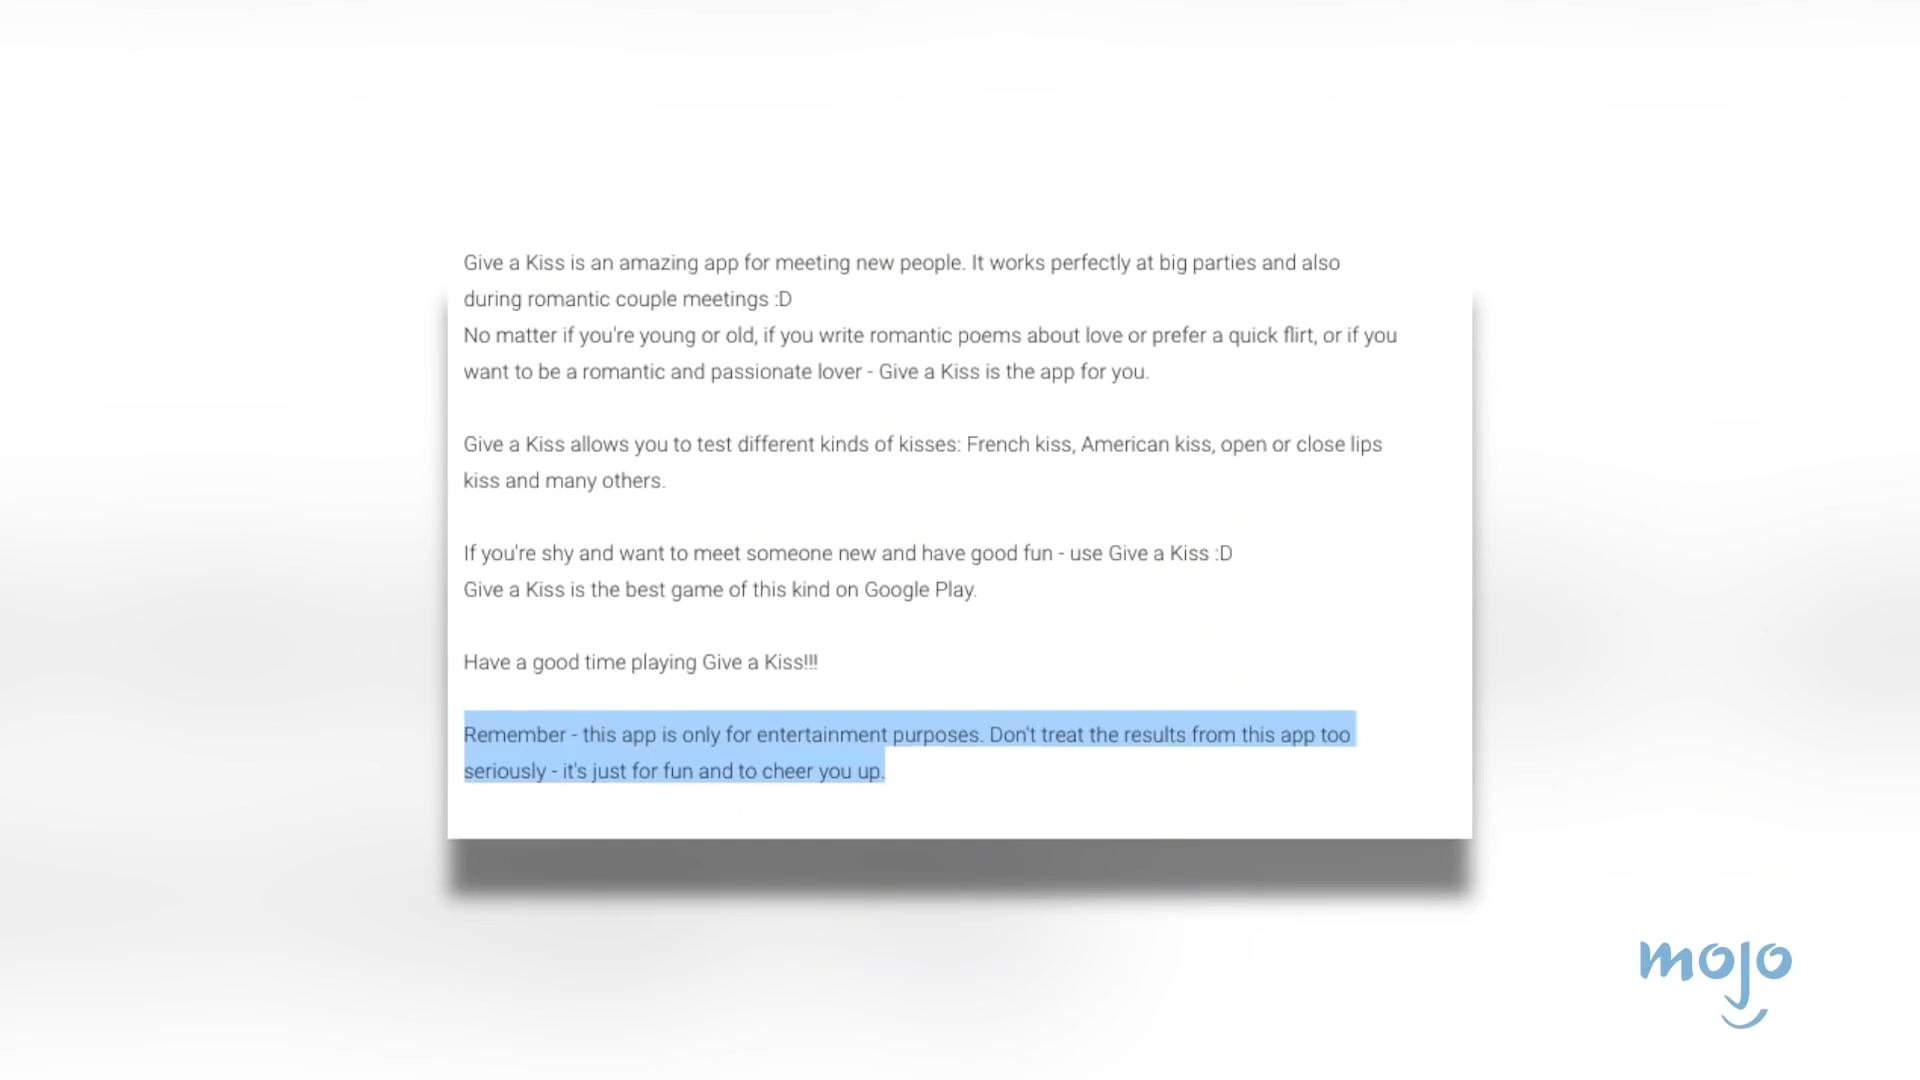 Give a Kiss is an amazing app for meeting new people. It works perfectly at big parties and also
during romantic couple meetings :D
No matter if you're young or old, if you write romantic poems about love or prefer a quick flirt, or if you
want to be a romantic and passionate lover - Give a Kiss is the app for you.
Give a Kiss allows you to test different kinds of kisses: French kiss, American kiss, open or close lips
kiss and many others.
If you're shy and want to meet someone new and have good fun - use Give a Kiss :D
Give a Kiss is the best game of this kind on Google Play.
Have a good time playing Give a Kiss!!!
Remember - this app is only for entertainment purposes. Don't treat the results from this app too
seriously - it's just for fun and to cheer you up.
mojo